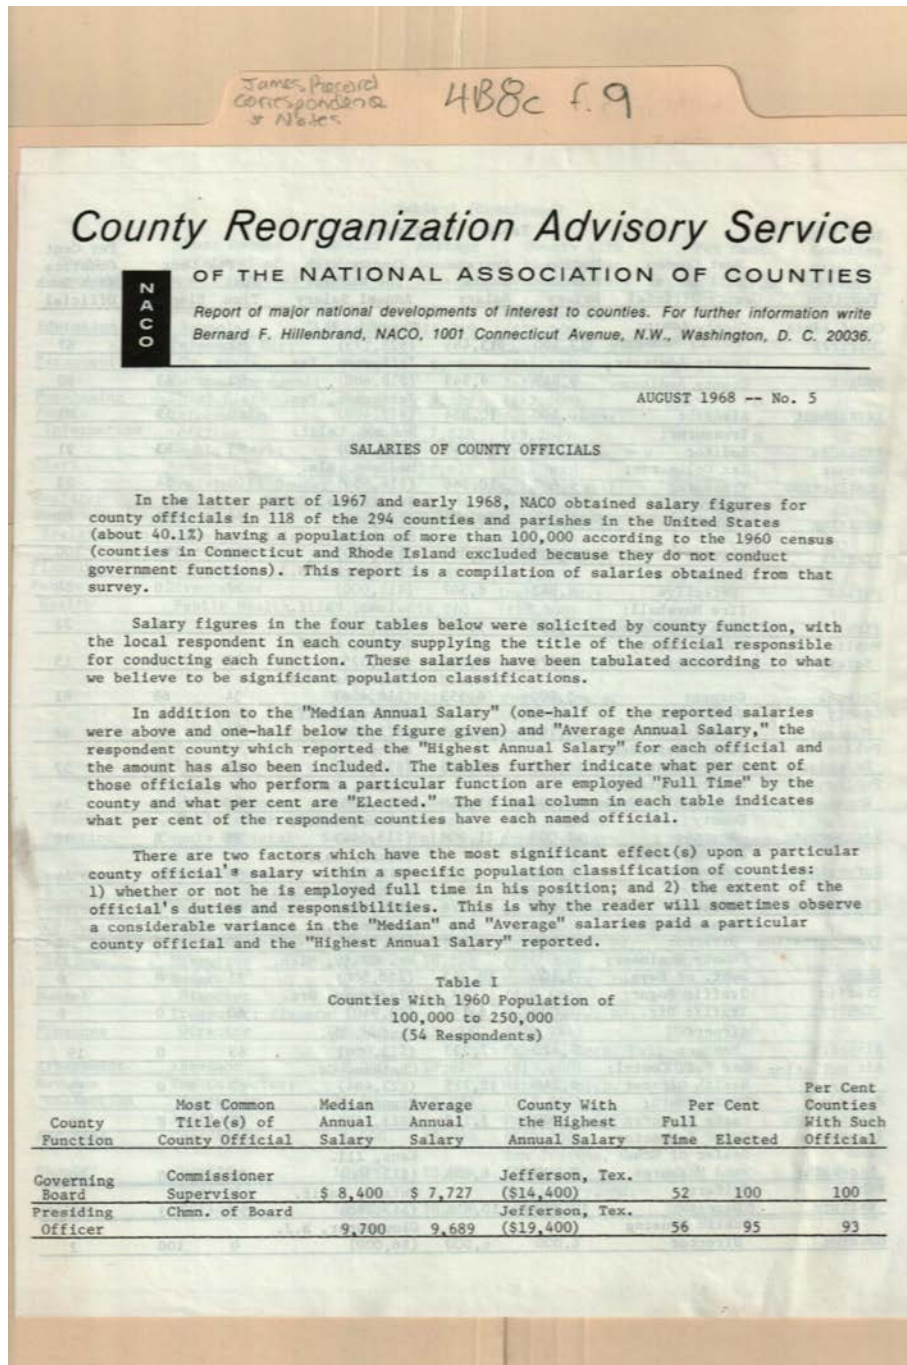 James Record
Correspondence
& Notes
4B8c f.9
County Reorganization Advisory Service
NACO
OF THE NATIONAL ASSOCIATION OF COUNTIES
Report of major national developments of interest to counties. For further information write
Bernard F. Hillenbrand, NACO, 1001 Connecticut Avenue, N.W., Washington, D. C. 20036.
AUGUST 1968 -- No. 5
SALARIES OF COUNTY OFFICIALS
In the latter part of 1967 and early 1968, NACO obtained salary figures for
county officials in 118 of the 294 counties and parishes in the United States
(about 40.1%) having a population of more than 100,000 according to the 1960 census
(counties in Connecticut and Rhode Island excluded because they do not conduct
government functions). This report is a compilation of salaries obtained from that
survey.
Salary figures in the four tables below were solicited by county function, with
the local respondent in each county supplying the title of the official responsible
for conducting each function. These salaries have been tabulated according to what
we believe to be significant population classifications.
In addition to the "Median Annual Salary" (one-half of the reported salaries
were above and one-half below the figure given) and "Average Annual Salary," the
respondent county which reported the "Highest Annual Salary" for each official and
the amount has also been included. The tables further indicate what per cent of
those officials who perform a particular function are employed "Full Time" by the
county and what per cent are "Elected." The final column in each table indicates
what per cent of the respondent counties have each named official.
There are two factors which have the most significant effect(s) upon a particular
county official's salary within a specific population classification of counties:
1) whether or not he is employed full time in his position; and 2) the extent of the
official's duties and responsibilities. This is why the reader will sometimes observe
a considerable variance in the "Median" and "Average" salaries paid a particular
county official and the "Highest Annual Salary" reported.
Table I
Counties With 1960 Population of
100,000 to 250,000
(54 Respondents)
Per Cent
Most Common Median Average County With Per Cent Counties
County Title(s) of Annual Annual the Highest Full With Such
Function County Official Salary Salary Annual Salary Time Elected Official
Governing Commissioner Jefferson, Tex.
Board Supervisor $ 8,400 $ 7,727 ($14,400) 52 100 100
Presiding Chmn. of Board Jefferson, Tex.
Officer 9,700 9,689 ($19,400) 56 95 93